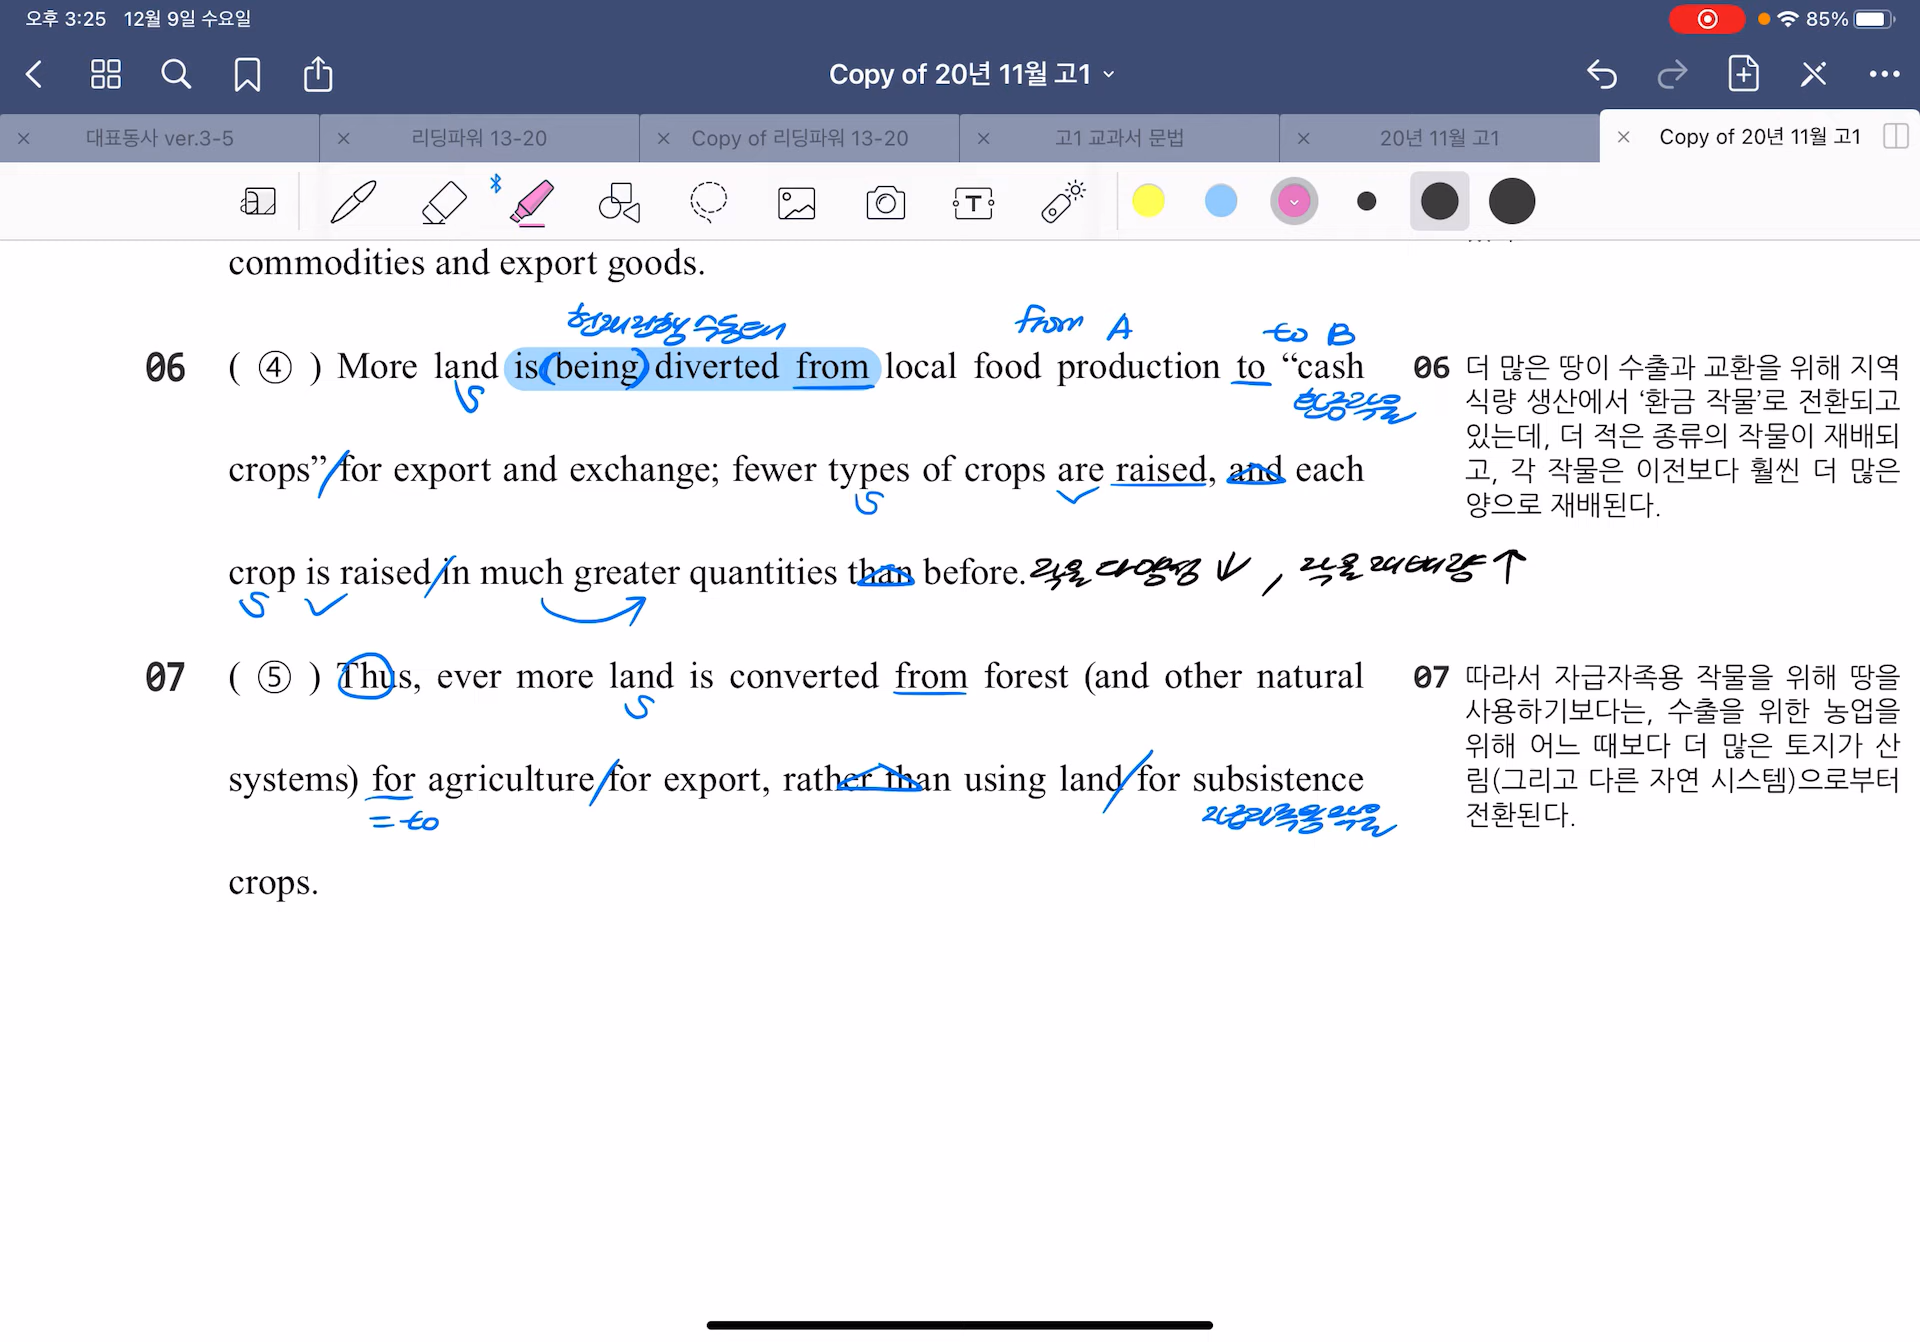 오후 3:25 12월 9일 수요일
85%
Copy of 20년 11월 고1
대표동사 ver.3-5
리딩파워 13-20
Copy of 리딩파워 13-20
고1 교과서 문법
20년 11월 고1
Copy of 20년 11월 고1
commodities and export goods.
현재진행 수동태 from A to B
06 ( ④ ) More land is (being) diverted from local food production to “cash
S 환금작물
crops” / for export and exchange; fewer types of crops are raised, and each
S
crop is raised / in much greater quantities than before. 작물 다양성 ↓ , 작물 재배량 ↑
S
07 ( ⑤ ) Thus, ever more land is converted from forest (and other natural
S
systems) for agriculture / for export, rather than using land / for subsistence
= to 자급자족용 작물
crops.
06 더 많은 땅이 수출과 교환을 위해 지역
식량 생산에서 ‘환금 작물’로 전환되고
있는데, 더 적은 종류의 작물이 재배되
고, 각 작물은 이전보다 훨씬 더 많은
양으로 재배된다.
07 따라서 자급자족용 작물을 위해 땅을
사용하기보다는, 수출을 위한 농업을
위해 어느 때보다 더 많은 토지가 산
림(그리고 다른 자연 시스템)으로부터
전환된다.